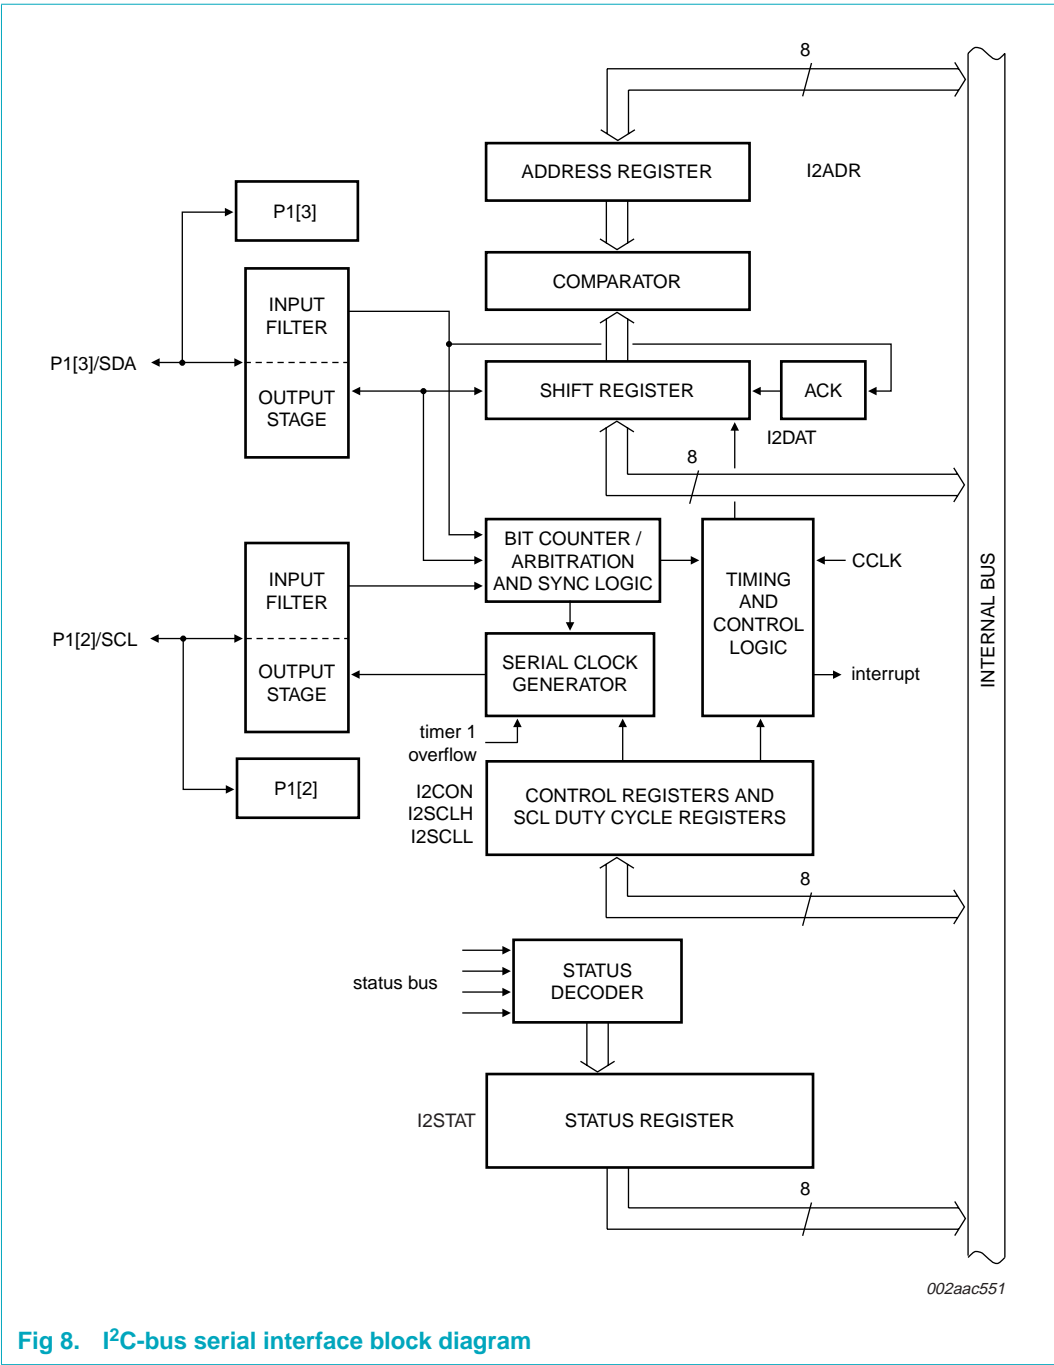 8
ADDRESS REGISTER
I2ADR
P1[3]
COMPARATOR
INPUT
FILTER
P1[3]/SDA
OUTPUT
STAGE
SHIFT REGISTER
ACK
I2DAT
8
BIT COUNTER /
ARBITRATION
AND SYNC LOGIC
INPUT
FILTER
TIMING
AND
CONTROL
LOGIC
CCLK
INTERNAL BUS
P1[2]/SCL
OUTPUT
STAGE
SERIAL CLOCK
GENERATOR
interrupt
timer 1
overflow
P1[2]
I2CON
I2SCLH
I2SCLL
CONTROL REGISTERS AND
SCL DUTY CYCLE REGISTERS
8
status bus
STATUS
DECODER
I2STAT
STATUS REGISTER
8
002aac551
Fig 8. I2C-bus serial interface block diagram